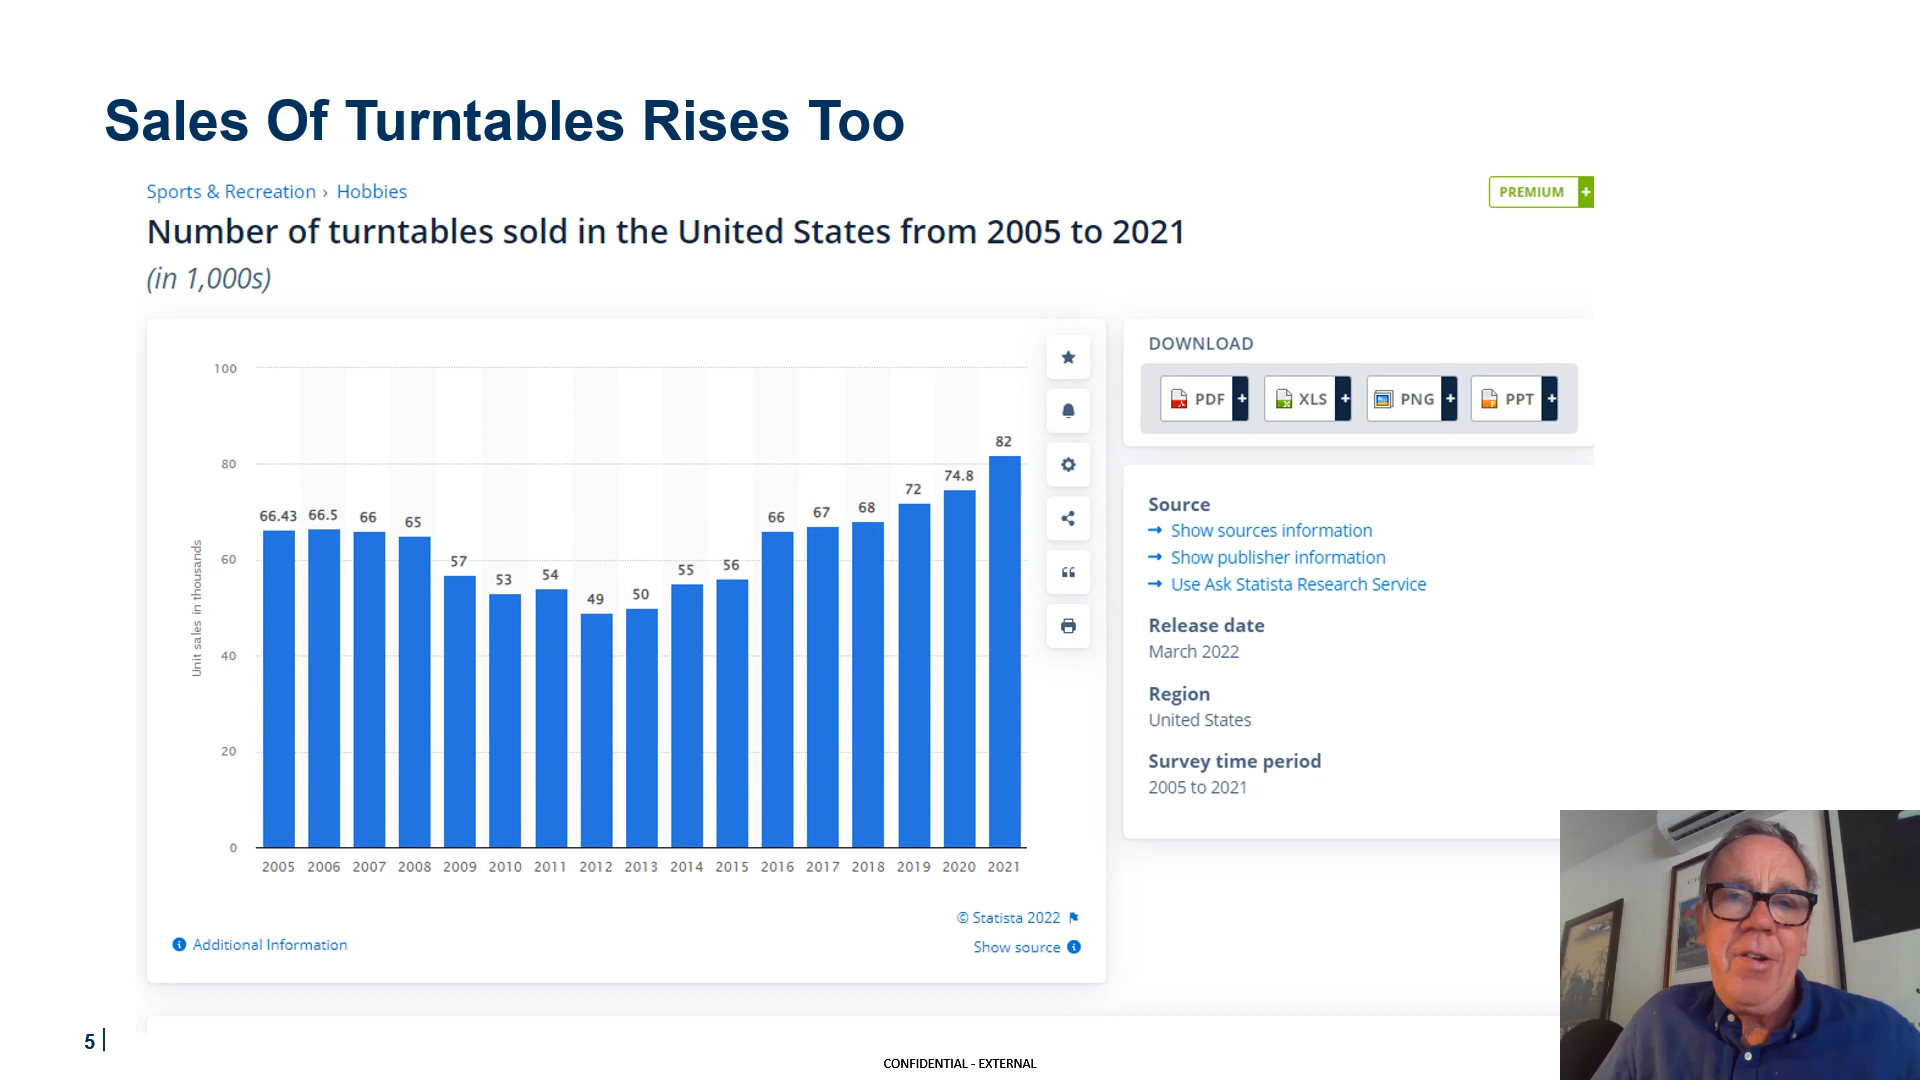 Sales Of Turntables Rises Too
Sports & Recreation › Hobbies
PREMIUM +
Number of turntables sold in the United States from 2005 to 2021
(in 1,000s)
DOWNLOAD
PDF + XLS + PNG + PPT +
Unit sales in thousands
100
80
60
40
20
0
66.43 66.5 66 65 57 53 54 49 50 55 56 66 67 68 72 74.8 82
2005 2006 2007 2008 2009 2010 2011 2012 2013 2014 2015 2016 2017 2018 2019 2020 2021
© Statista 2022
Additional Information
Show source
Source
Show sources information
Show publisher information
Use Ask Statista Research Service
Release date
March 2022
Region
United States
Survey time period
2005 to 2021
5
CONFIDENTIAL - EXTERNAL